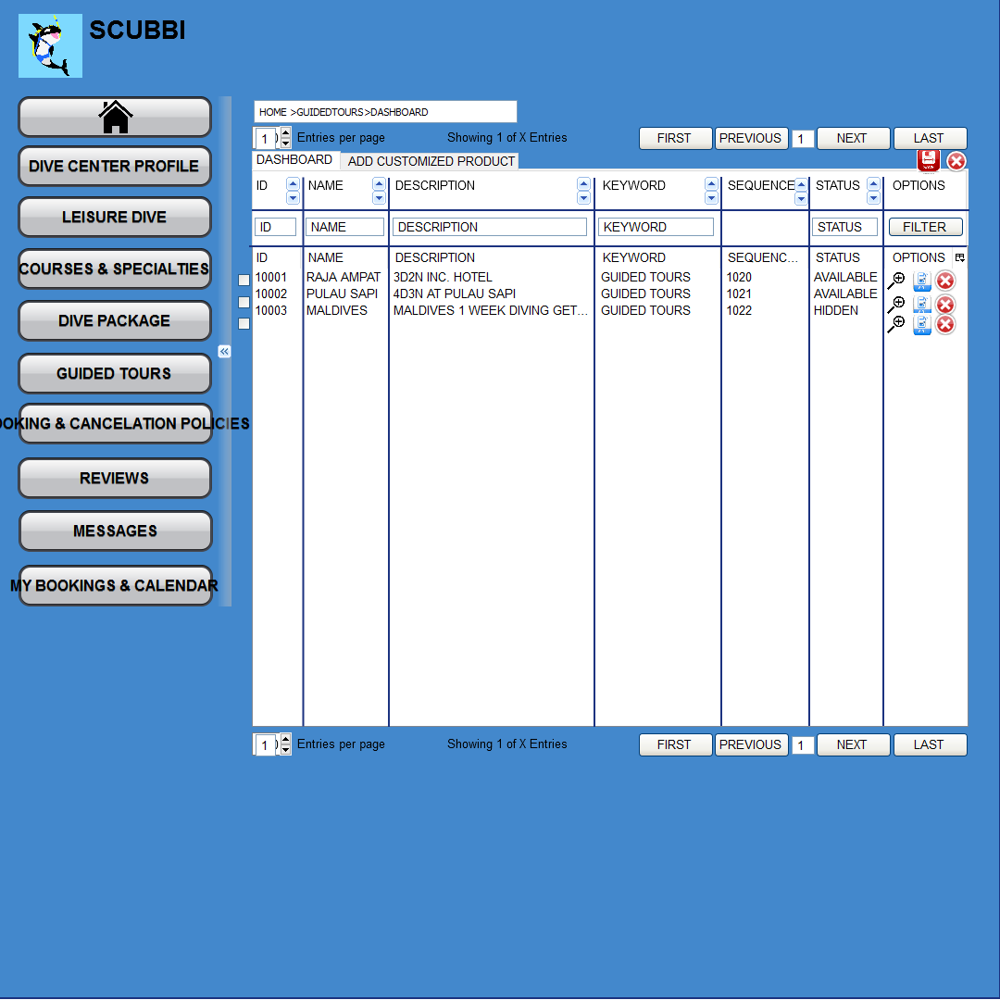 SCUBBI
HOME >GUIDEDTOURS>DASHBOARD
1 Entries per page Showing 1 of X Entries FIRST PREVIOUS 1 NEXT LAST
DASHBOARD ADD CUSTOMIZED PRODUCT
DIVE CENTER PROFILE
LEISURE DIVE
COURSES & SPECIALTIES
DIVE PACKAGE
GUIDED TOURS
OOKING & CANCELATION POLICIES
REVIEWS
MESSAGES
MY BOOKINGS & CALENDAR
ID NAME DESCRIPTION KEYWORD SEQUENCE STATUS OPTIONS
ID NAME DESCRIPTION KEYWORD STATUS FILTER
ID NAME DESCRIPTION KEYWORD SEQUENC... STATUS OPTIONS
10001 RAJA AMPAT 3D2N INC. HOTEL GUIDED TOURS 1020 AVAILABLE
10002 PULAU SAPI 4D3N AT PULAU SAPI GUIDED TOURS 1021 AVAILABLE
10003 MALDIVES MALDIVES 1 WEEK DIVING GET... GUIDED TOURS 1022 HIDDEN
1 Entries per page Showing 1 of X Entries FIRST PREVIOUS 1 NEXT LAST